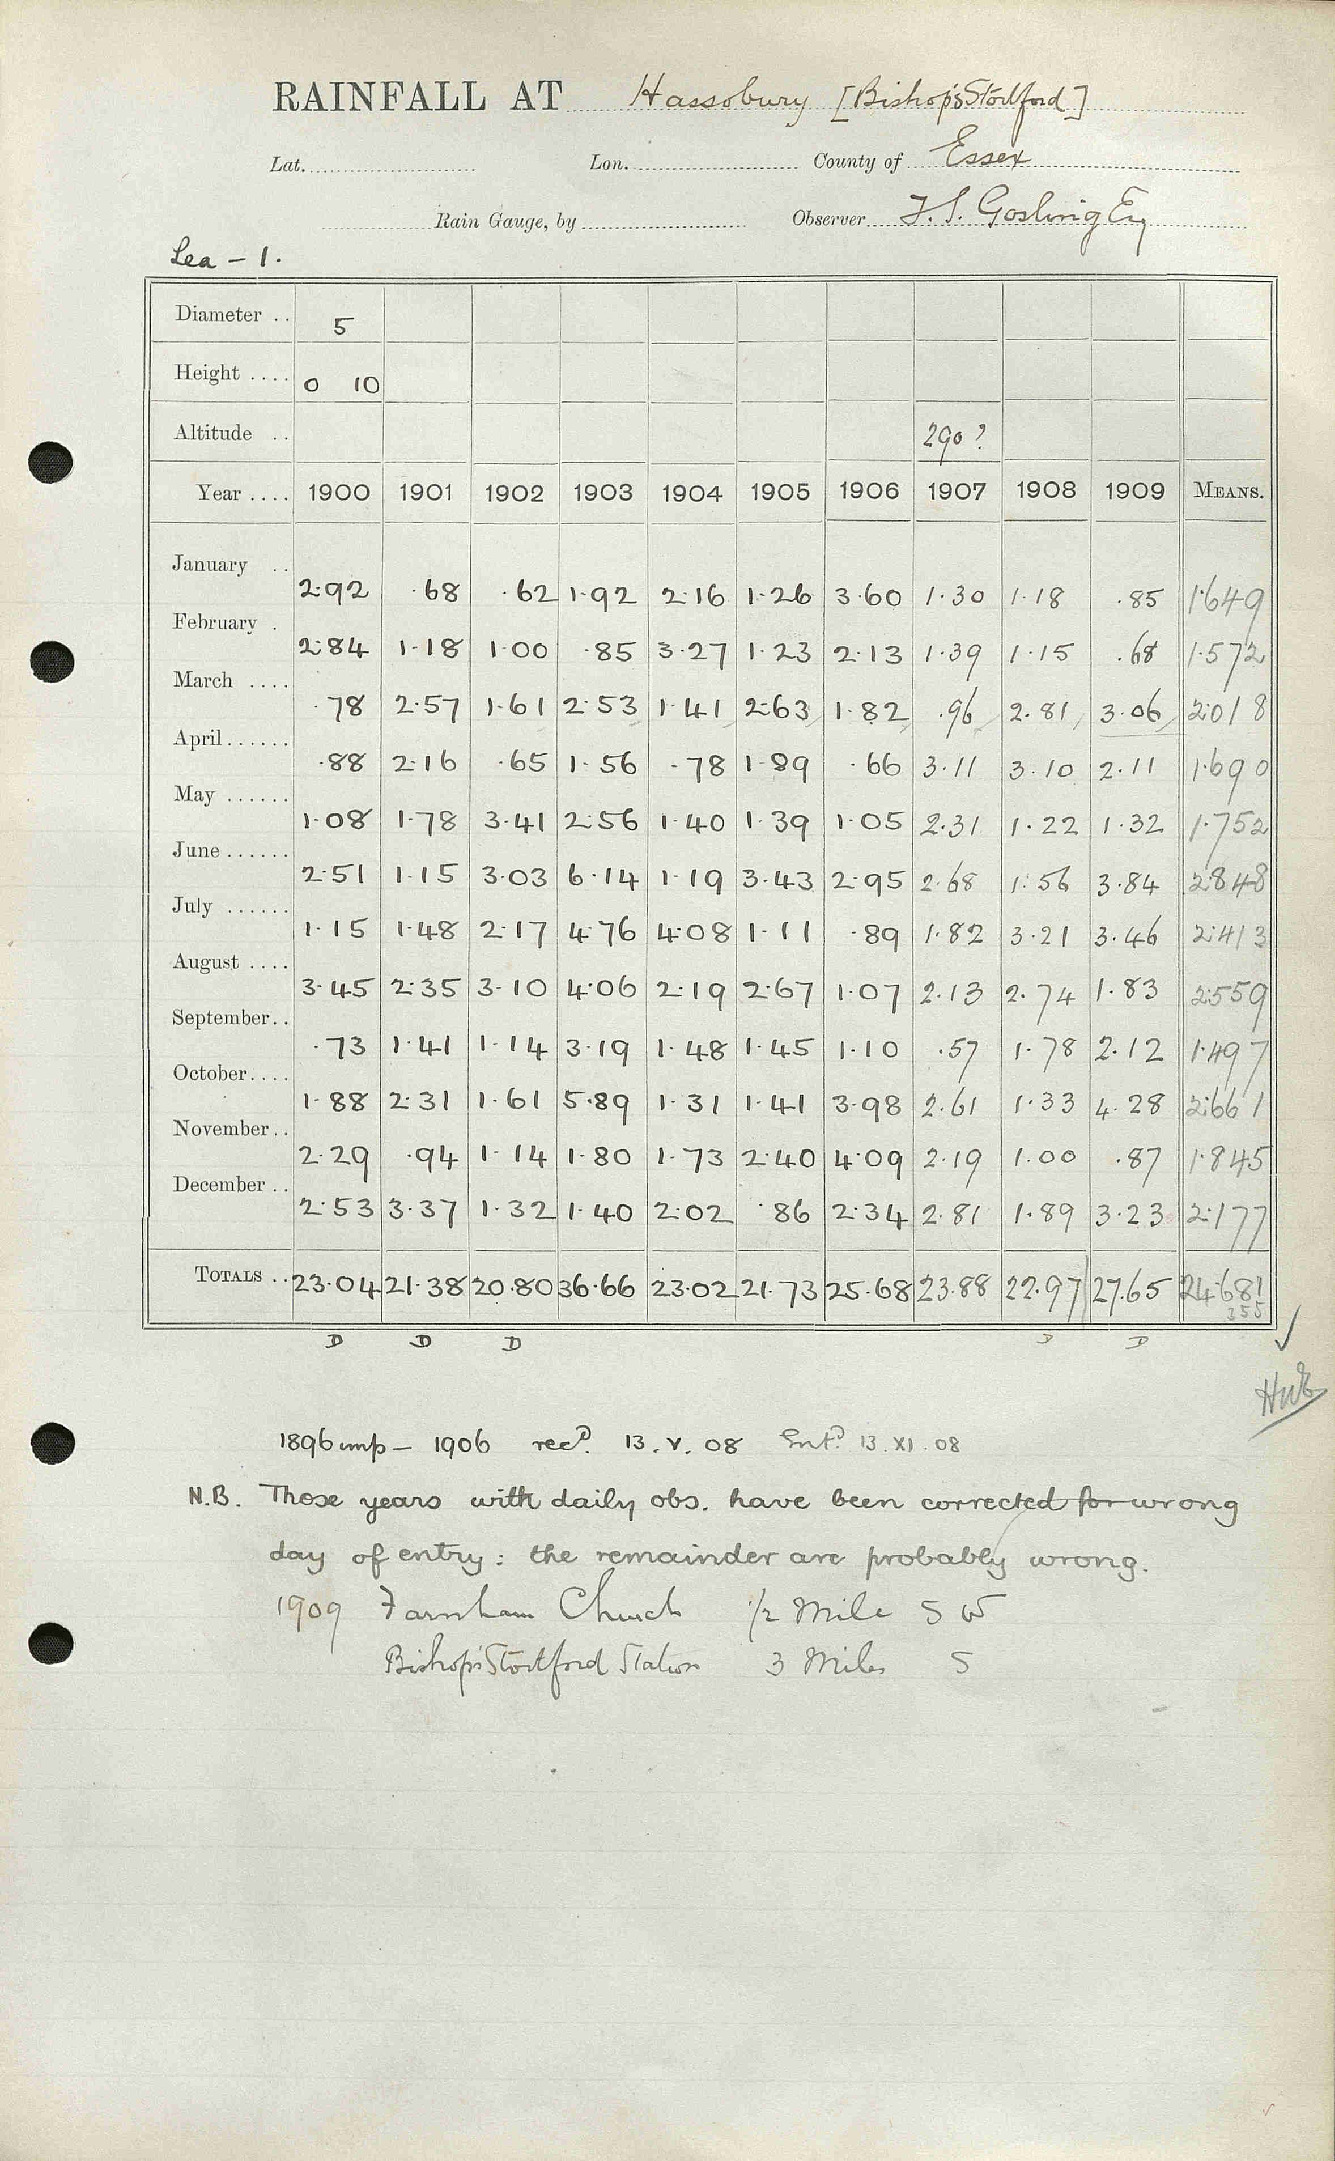 RAINFALL AT Hassobury [Bishop's Stortford]
Lat. Lon. County of Essex
Rain Gauge, by Observer F.S. Gosling Esq
Lea - 1.
Diameter .. 5
Height .... 0 10
Altitude .. 290?
Year .... 1900 1901 1902 1903 1904 1905 1906 1907 1908 1909 MEANS.
January .. 2.92 .68 .62 1.92 2.16 1.26 3.60 1.30 1.18 .85 1.649
February . 2.84 1.18 1.00 .85 3.27 1.23 2.13 1.39 1.15 .68 1.572
March .... .78 2.57 1.61 2.53 1.41 2.63 1.82 .96 2.81 3.06 2.018
April...... .88 2.16 .65 1.56 .78 1.89 .66 3.11 3.10 2.11 1.690
May ...... 1.08 1.78 3.41 2.56 1.40 1.39 1.05 2.31 1.22 1.32 1.752
June...... 2.51 1.15 3.03 6.14 1.19 3.43 2.95 2.68 1.56 3.84 2.848
July ...... 1.15 1.48 2.17 4.76 4.08 1.11 .89 1.82 3.21 3.46 2.413
August .... 3.45 2.35 3.10 4.06 2.19 2.67 1.07 2.13 2.74 1.83 2.559
September.. .73 1.41 1.14 3.19 1.48 1.45 1.10 .57 1.78 2.12 1.497
October.... 1.88 2.31 1.61 5.89 1.31 1.41 3.98 2.61 1.33 4.28 2.661
November.. 2.29 .94 1.14 1.80 1.73 2.40 4.09 2.19 1.00 .87 1.845
December .. 2.53 3.37 1.32 1.40 2.02 .86 2.34 2.81 1.89 3.23 2.177
TOTALS .. 23.04 21.38 20.80 36.66 23.02 21.73 25.68 23.88 22.97 27.65 24.681
355
D D D D D
1896 imp - 1906 recd. 13.V.08 Entd 13.XI.08
N.B. Those years with daily obs. have been corrected for wrong
day of entry: the remainder are probably wrong.
1909 Farnham Church 1/2 Mile SW
Bishop's Stortford Station 3 Miles S